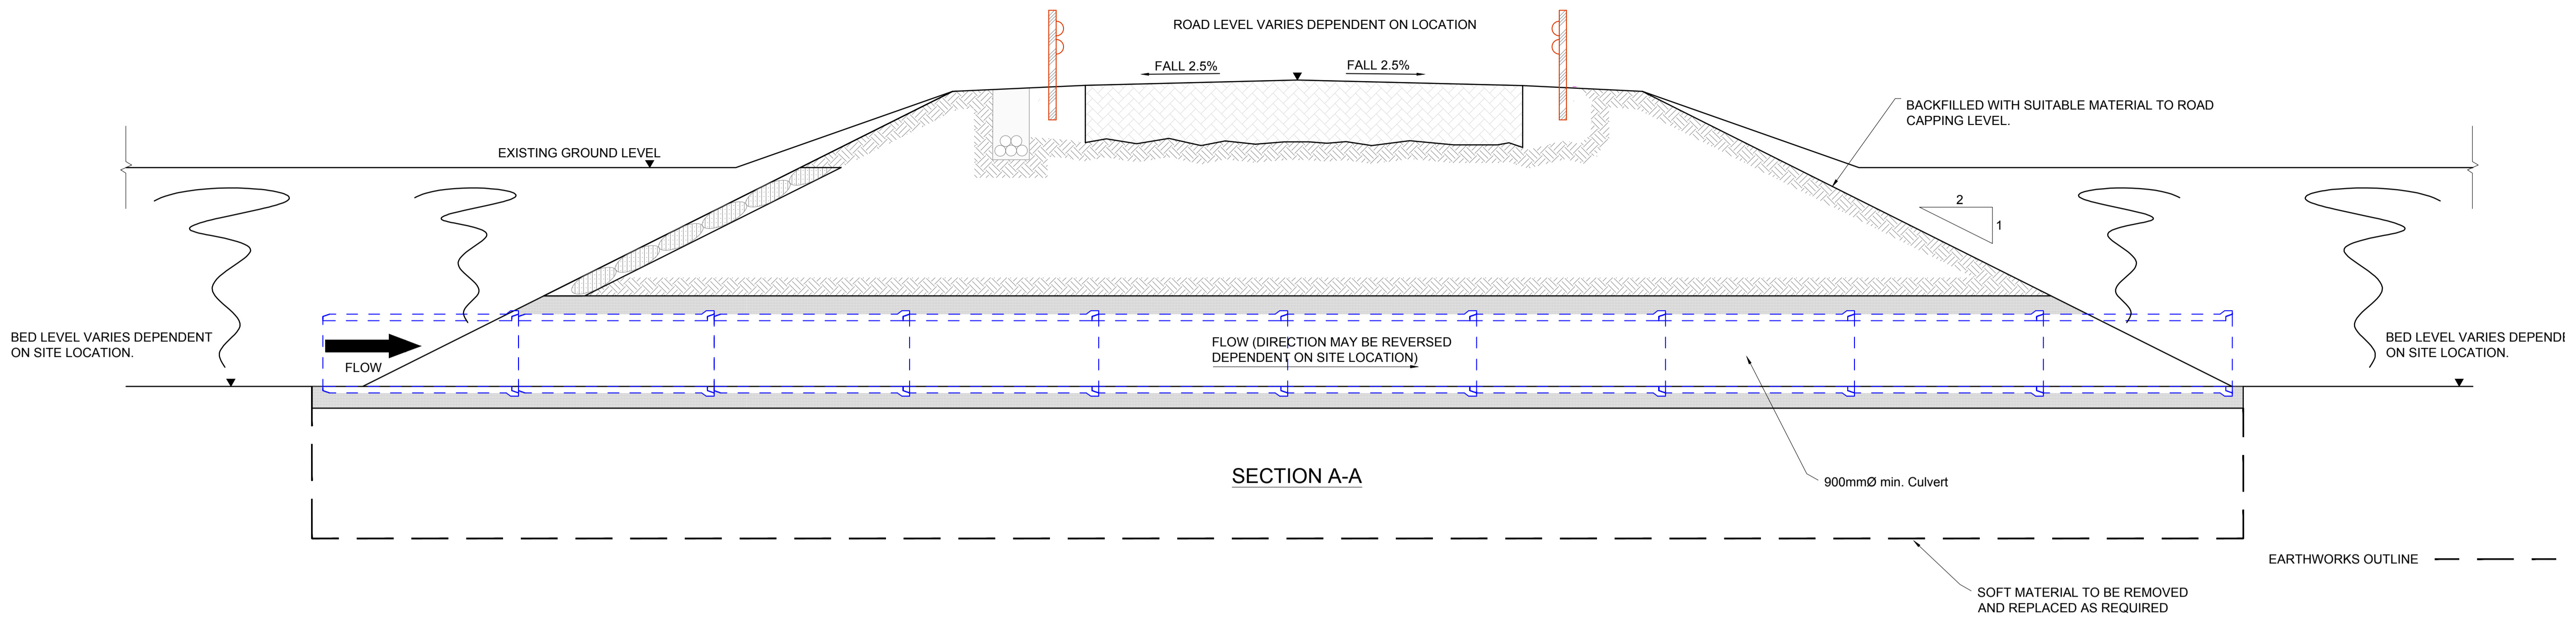 ROAD LEVEL VARIES DEPENDENT ON LOCATION
FALL 2.5%
FALL 2.5%
BACKFILLED WITH SUITABLE MATERIAL TO ROAD
CAPPING LEVEL.
EXISTING GROUND LEVEL
2
1
BED LEVEL VARIES DEPENDENT
ON SITE LOCATION.
FLOW
FLOW (DIRECTION MAY BE REVERSED
DEPENDENT ON SITE LOCATION)
BED LEVEL VARIES
ON SITE LOCATION.
SECTION A-A
900mmØ min. Culvert
EARTHWORKS OUTLINE
SOFT MATERIAL TO BE REMOVED
AND REPLACED AS REQUIRED